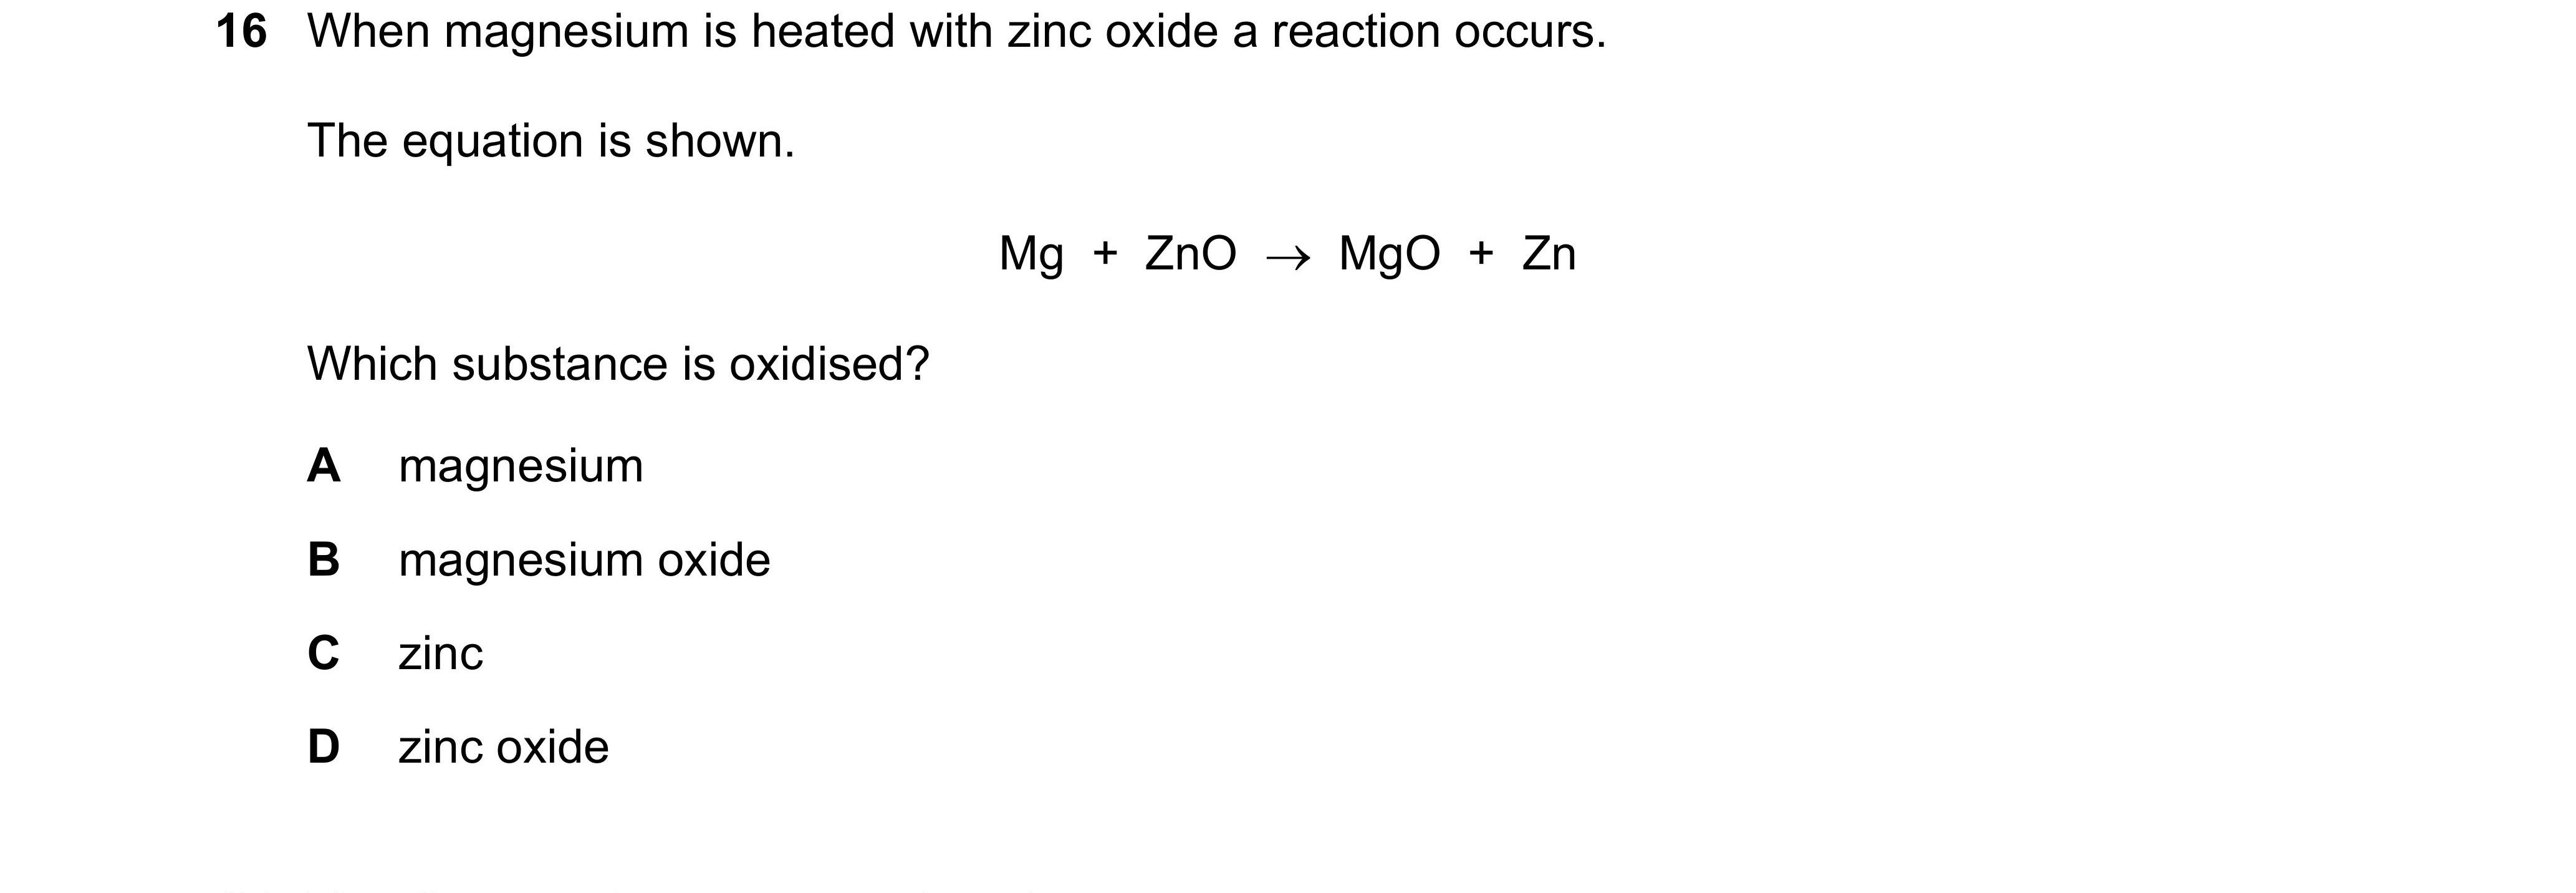 16 When magnesium is heated with zinc oxide a reaction occurs.
The equation is shown.
Mg + ZnO → MgO + Zn
Which substance is oxidised?
A magnesium
B magnesium oxide
C zinc
D zinc oxide